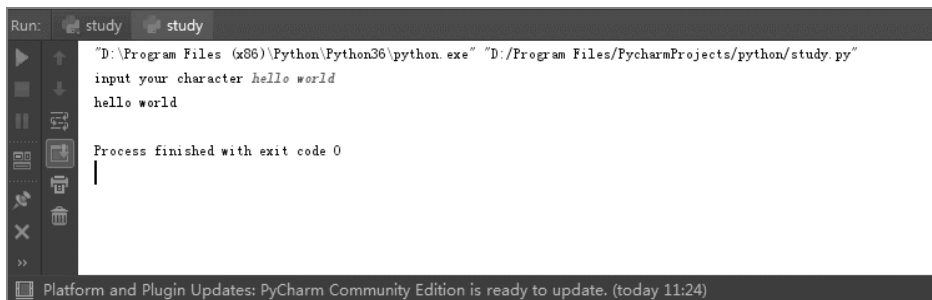 Run: study study
"D:\Program Files (x86)\Python\Python36\python.exe" "D:/Program Files/PycharmProjects/python/study.py"
input your character hello world
hello world
Process finished with exit code 0
Platform and Plugin Updates: PyCharm Community Edition is ready to update. (today 11:24)